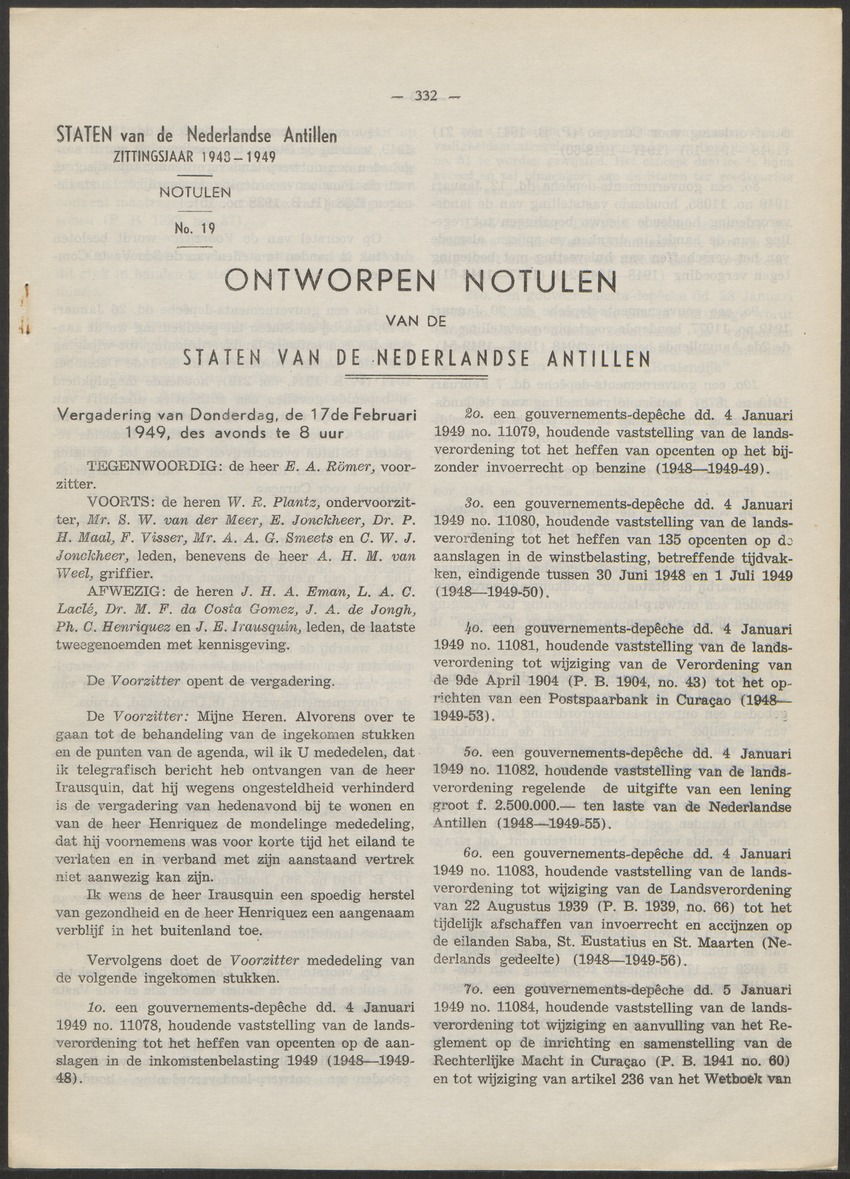 — 332 —
STATEN van de Nederlandse Antillen
ZITTINGSJAAR 1948–1949
NOTULEN
No. 19
ONTWORPEN NOTULEN
VAN DE
STATEN VAN DE NEDERLANDSE ANTILLEN
Vergadering van Donderdag, de 17de Februari
1949, des avonds te 8 uur
TEGENWOORDIG: de heer E. A. Römer, voor-
zitter.
VOORTS: de heren W. R. Plantz, ondervoorzit-
ter, Mr. S. W. van der Meer, E. Jonckheer, Dr. P.
H. Maal, F. Visser, Mr. A. A. G. Smeets en C. W. J.
Jonckheer, leden, benevens de heer A. H. M. van
Weel, griffier.
AFWEZIG: de heren J. H. A. Eman, L. A. C.
Laclé, Dr. M. F. da Costa Gomez, J. A. de Jongh,
Ph. C. Henriquez en J. E. Irausquin, leden, de laatste
tweegenoemden met kennisgeving.
De Voorzitter opent de vergadering.
De Voorzitter: Mijne Heren. Alvorens over te
gaan tot de behandeling van de ingekomen stukken
en de punten van de agenda, wil ik U mededelen, dat
ik telegrafisch bericht heb ontvangen van de heer
Irausquin, dat hij wegens ongesteldheid verhinderd
is de vergadering van hedenavond bij te wonen en
van de heer Henriquez de mondelinge mededeling,
dat hij voornemens was voor korte tijd het eiland te
verlaten en in verband met zijn aanstaand vertrek
niet aanwezig kan zijn.
Ik wens de heer Irausquin een spoedig herstel
van gezondheid en de heer Henriquez een aangenaam
verblijf in het buitenland toe.
Vervolgens doet de Voorzitter mededeling van
de volgende ingekomen stukken.
1o. een gouvernements-depêche dd. 4 Januari
1949 no. 11078, houdende vaststelling van de lands-
verordening tot het heffen van opcenten op de aan-
slagen in de inkomstenbelasting 1949 (1948—1949-
48).
2o. een gouvernements-depêche dd. 4 Januari
1949 no. 11079, houdende vaststelling van de lands-
verordening tot het heffen van opcenten op het bij-
zonder invoerrecht op benzine (1948—1949-49).
3o. een gouvernements-depêche dd. 4 Januari
1949 no. 11080, houdende vaststelling van de lands-
verordening tot het heffen van 135 opcenten op de
aanslagen in de winstbelasting, betreffende tijdvak-
ken, eindigende tussen 30 Juni 1948 en 1 Juli 1949
(1948—1949-50).
4o. een gouvernements-depêche dd. 4 Januari
1949 no. 11081, houdende vaststelling van de lands-
verordening tot wijziging van de Verordening van
de 9de April 1904 (P. B. 1904, no. 43) tot het op-
richten van een Postspaarbank in Curaçao (1948—
1949-53).
5o. een gouvernements-depêche dd. 4 Januari
1949 no. 11082, houdende vaststelling van de lands-
verordening regelende de uitgifte van een lening
groot f. 2.500.000.— ten laste van de Nederlandse
Antillen (1948—1949-55).
6o. een gouvernements-depêche dd. 4 Januari
1949 no. 11083, houdende vaststelling van de lands-
verordening tot wijziging van de Landsverordening
van 22 Augustus 1939 (P. B. 1939, no. 66) tot het
tijdelijk afschaffen van invoerrecht en accijnzen op
de eilanden Saba, St. Eustatius en St. Maarten (Ne-
derlands gedeelte) (1948—1949-56).
7o. een gouvernements-depêche dd. 5 Januari
1949 no. 11084, houdende vaststelling van de lands-
verordening tot wijziging en aanvulling van het Re-
glement op de inrichting en samenstelling van de
Rechterlijke Macht in Curaçao (P. B. 1941 no. 60)
en tot wijziging van artikel 236 van het Wetboek van